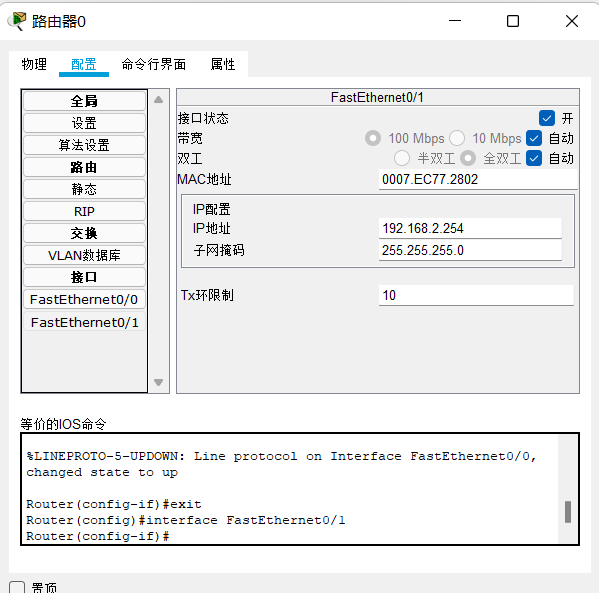 路由器0
物理 配置 命令行界面 属性
全局
设置
算法设置
路由
静态
RIP
交换
VLAN数据库
接口
FastEthernet0/0
FastEthernet0/1
FastEthernet0/1
接口状态 开
带宽 100 Mbps 10 Mbps 自动
双工 半双工 全双工 自动
MAC地址 0007.EC77.2802
IP配置
IP地址 192.168.2.254
子网掩码 255.255.255.0
Tx环限制 10
等价的IOS命令
%LINEPROTO-5-UPDOWN: Line protocol on Interface FastEthernet0/0,
changed state to up
Router(config-if)#exit
Router(config)#interface FastEthernet0/1
Router(config-if)#
置顶